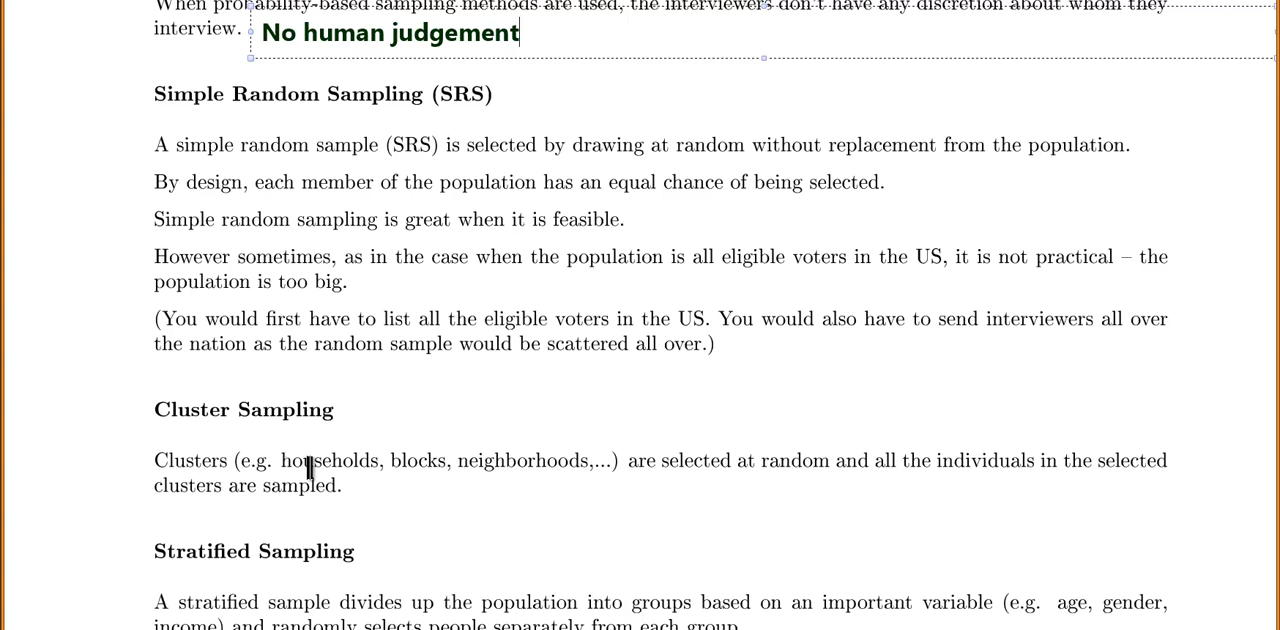 When probability-based sampling methods are used, the interviewers don't have any discretion about whom they
interview. No human judgement
Simple Random Sampling (SRS)
A simple random sample (SRS) is selected by drawing at random without replacement from the population.
By design, each member of the population has an equal chance of being selected.
Simple random sampling is great when it is feasible.
However sometimes, as in the case when the population is all eligible voters in the US, it is not practical – the
population is too big.
(You would first have to list all the eligible voters in the US. You would also have to send interviewers all over
the nation as the random sample would be scattered all over.)
Cluster Sampling
Clusters (e.g. households, blocks, neighborhoods,...) are selected at random and all the individuals in the selected
clusters are sampled.
Stratified Sampling
A stratified sample divides up the population into groups based on an important variable (e.g. age, gender,
income) and randomly selects people separately from each group.